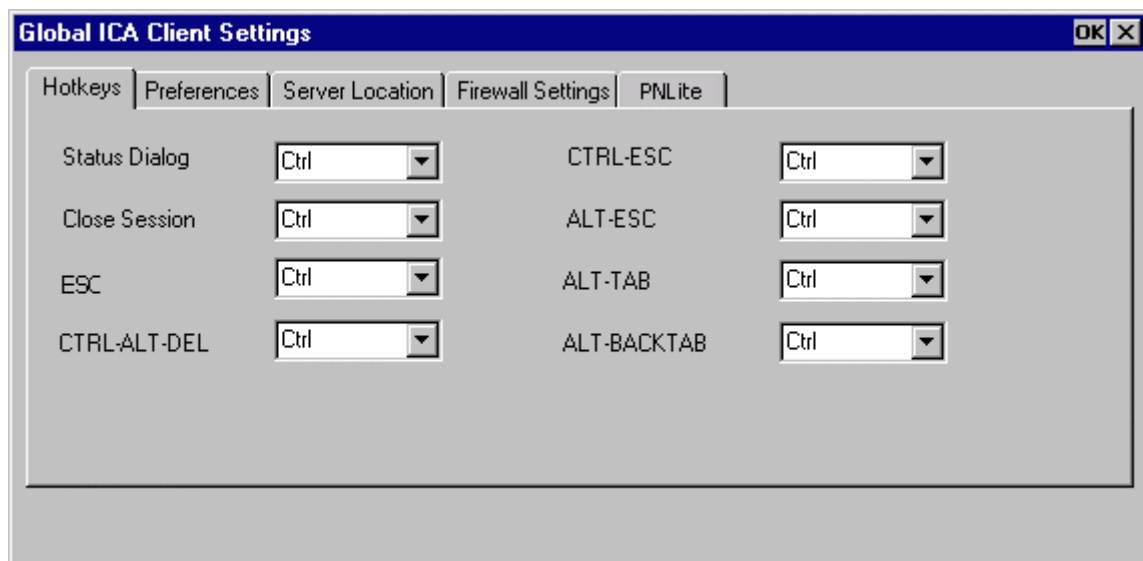 Global ICA Client Settings OK X
Hotkeys Preferences Server Location Firewall Settings PNLite
Status Dialog Ctrl CTRL-ESC Ctrl
Close Session Ctrl ALT-ESC Ctrl
ESC Ctrl ALT-TAB Ctrl
CTRL-ALT-DEL Ctrl ALT-BACKTAB Ctrl